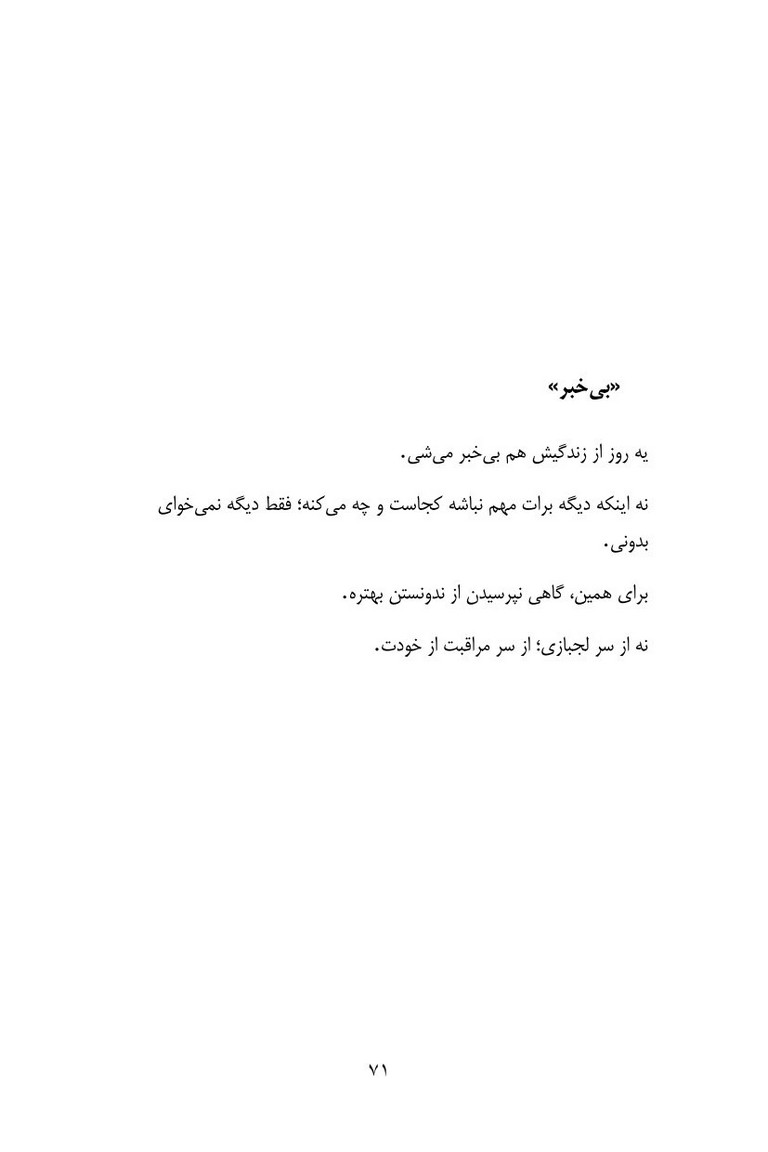 «بی‌خبر»
یه روز از زندگیش هم بی‌خبر می‌شی.
نه اینکه دیگه برات مهم نباشه کجاست و چه می‌کنه؛ فقط دیگه نمی‌خوای
بدونی.
برای همین، گاهی نپرسیدن از ندونستن بهتره.
نه از سر لجبازی؛ از سر مراقبت از خودت.
۷۱